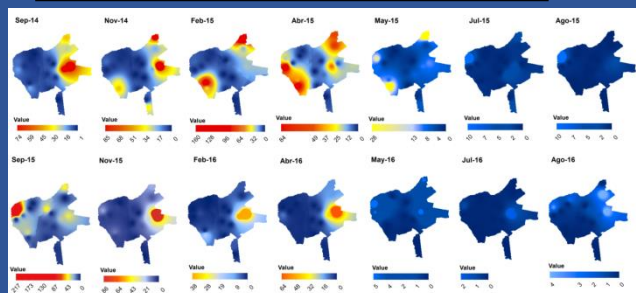 Sep-14 Nov-14 Feb-15 Abr-15 May-15 Jul-15 Ago-15
Value Value Value Value Value Value Value
74 59 45 30 16 1 85 68 51 34 17 0 160 128 96 64 32 0 64 49 37 25 12 0 26 13 8 4 0 10 7 5 2 0 10 7 5 2 0
Sep-15 Nov-15 Feb-16 Abr-16 May-16 Jul-16 Ago-16
Value Value Value Value Value Value Value
217 173 130 87 43 0 86 64 43 21 0 38 28 19 9 0 64 48 32 16 0 5 4 2 1 0 2 1 0 4 3 1 0